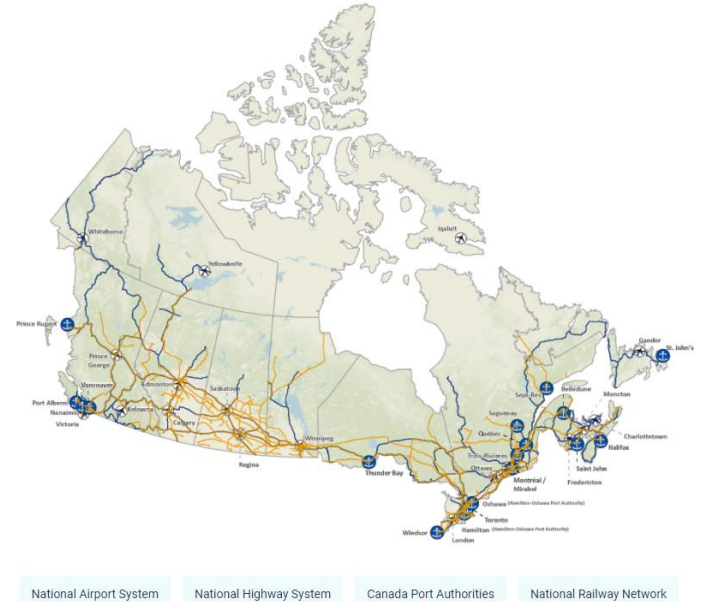 Iqaluit
Whitehorse
Yellowknife
Prince Rupert
Gander
St. John's
Prince
George
Vancouver
Edmonton
Saskatoon
Sept-Îles
Belledune
Moncton
Port Alberni
Nanaimo
Kelowna
Calgary
Saguenay
Victoria
Winnipeg
Québec
Charlottetown
Halifax
Regina
Thunder Bay
Trois-Rivières
Ottawa
Saint John
Montréal /
Mirabel
Fredericton
Oshawa (Hamilton Oshawa Port Authority)
Toronto
Windsor
Hamilton (Hamilton Oshawa Port Authority)
London
National Airport System
National Highway System
Canada Port Authorities
National Railway Network